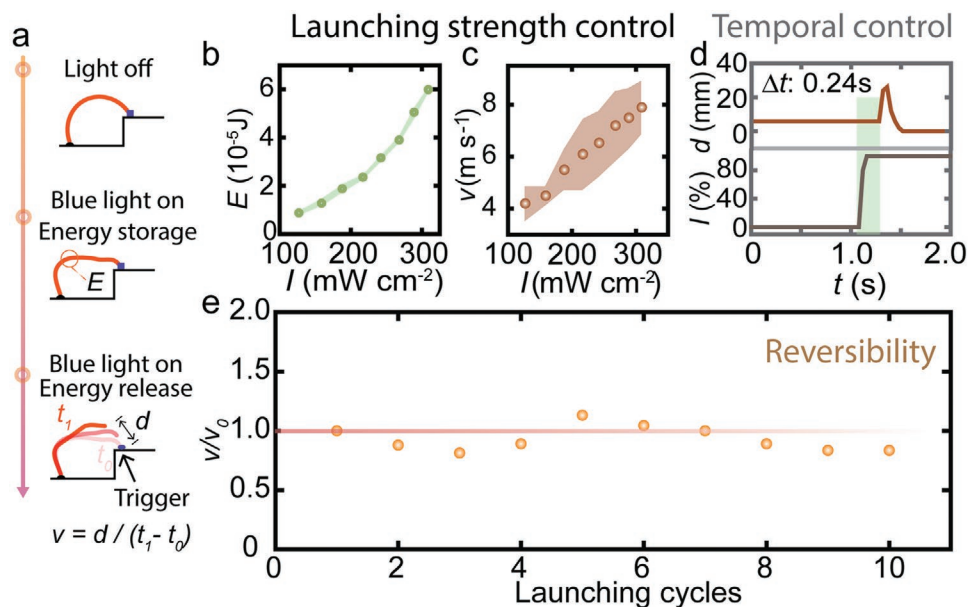 Launching strength control
Temporal control
a
Light off
Blue light on
Energy storage
E
Blue light on
Energy release
t1
d
t0
Trigger
v = d / (t1- t0)
b
E (10-5J)
6
4
2
0
100 200 300
I (mW cm-2)
c
v(m s-1)
8
6
4
100 200 300
I (mW cm-2)
d
Δt: 0.24s
d (mm)
40
20
0
I (%)
80
40
0
0 1.0 2.0
t (s)
e
Reversibility
v/v0
2.0
1.5
1.0
0.5
0
0 2 4 6 8 10
Launching cycles